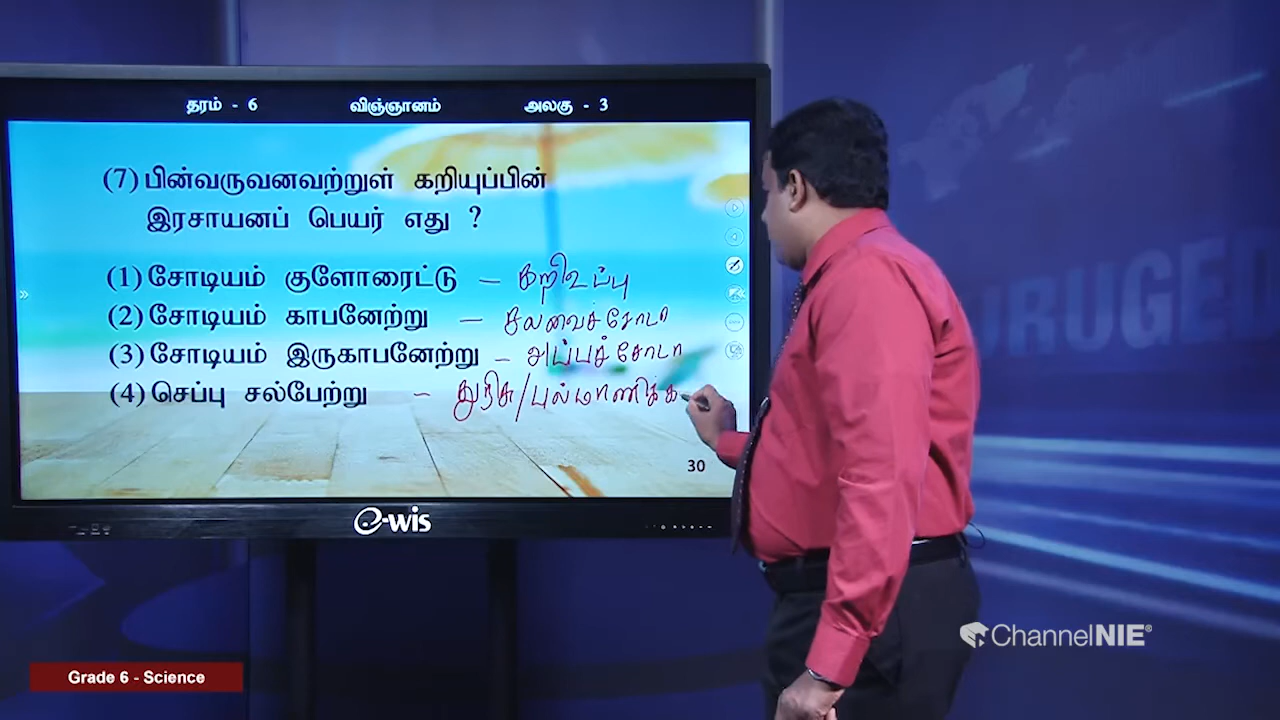 தரம் - 6 விஞ்ஞானம் அலகு - 3
(7) பின்வருவனவற்றுள் கறியுப்பின்
இரசாயனப் பெயர் எது ?
(1) சோடியம் குளோரைட்டு – கறிஉப்பு
(2) சோடியம் காபனேற்று – சலவைச்சோடா
(3) சோடியம் இருகாபனேற்று – அப்பச்சோடா
(4) செப்பு சல்பேற்று – துரிசு/பல்மாணிக்க
30
e-wis
ChannelNIE®
Grade 6 - Science